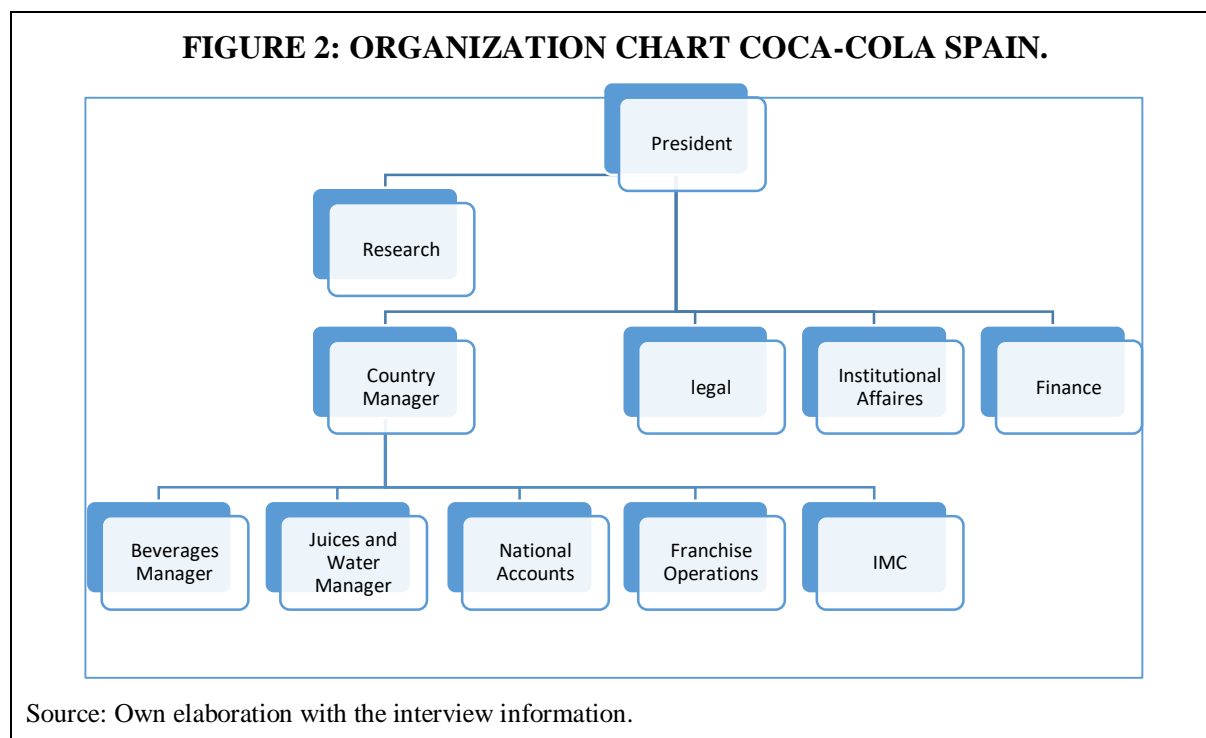 FIGURE 2: ORGANIZATION CHART COCA-COLA SPAIN.
President
Research
Country
Manager
legal
Institutional
Affaires
Finance
Beverages
Manager
Juices and
Water
Manager
National
Accounts
Franchise
Operations
IMC
Source: Own elaboration with the interview information.